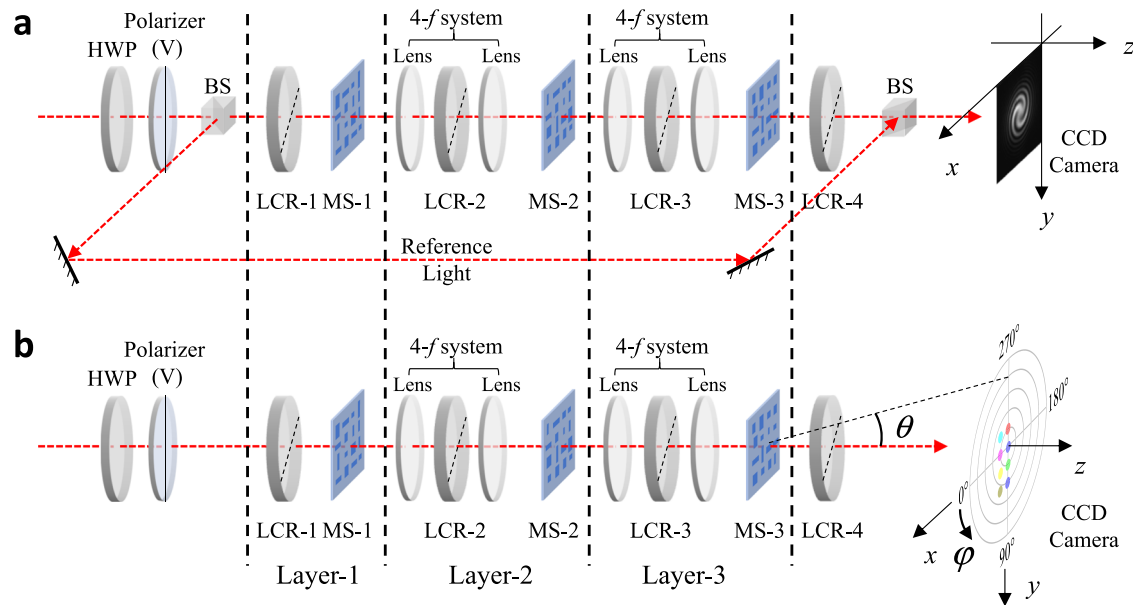 a
4-f system
4-f system
Polarizer
(V)
HWP
BS
Lens
Lens
Lens
Lens
BS
z
x
y
CCD
Camera
LCR-1
MS-1
LCR-2
MS-2
LCR-3
MS-3
LCR-4
Reference
Light
b
Polarizer
(V)
HWP
4-f system
4-f system
Lens
Lens
Lens
Lens
θ
270°
180°
0°
90°
z
x
φ
y
CCD
Camera
LCR-1
MS-1
LCR-2
MS-2
LCR-3
MS-3
LCR-4
Layer-1
Layer-2
Layer-3